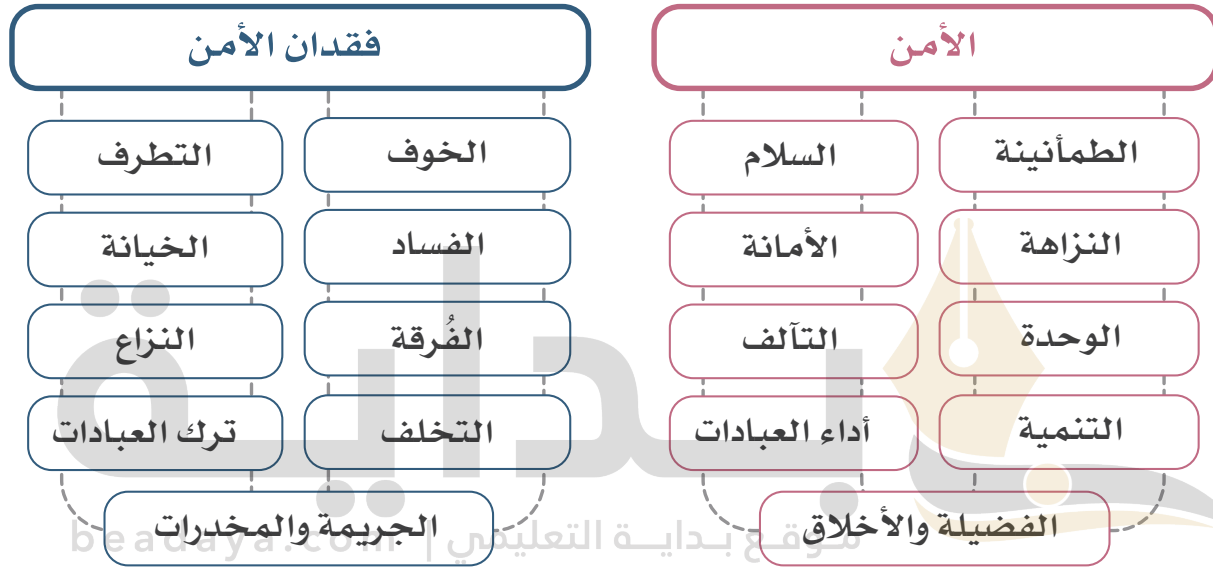 الأمن
الطمأنينة
السلام
النزاهة
الأمانة
الوحدة
التآلف
التنمية
أداء العبادات
الفضيلة والأخلاق
فقدان الأمن
الخوف
التطرف
الفساد
الخيانة
الفُرقة
النزاع
التخلف
ترك العبادات
الجريمة والمخدرات
بداية
موقع بداية التعليمي | beadaya.com